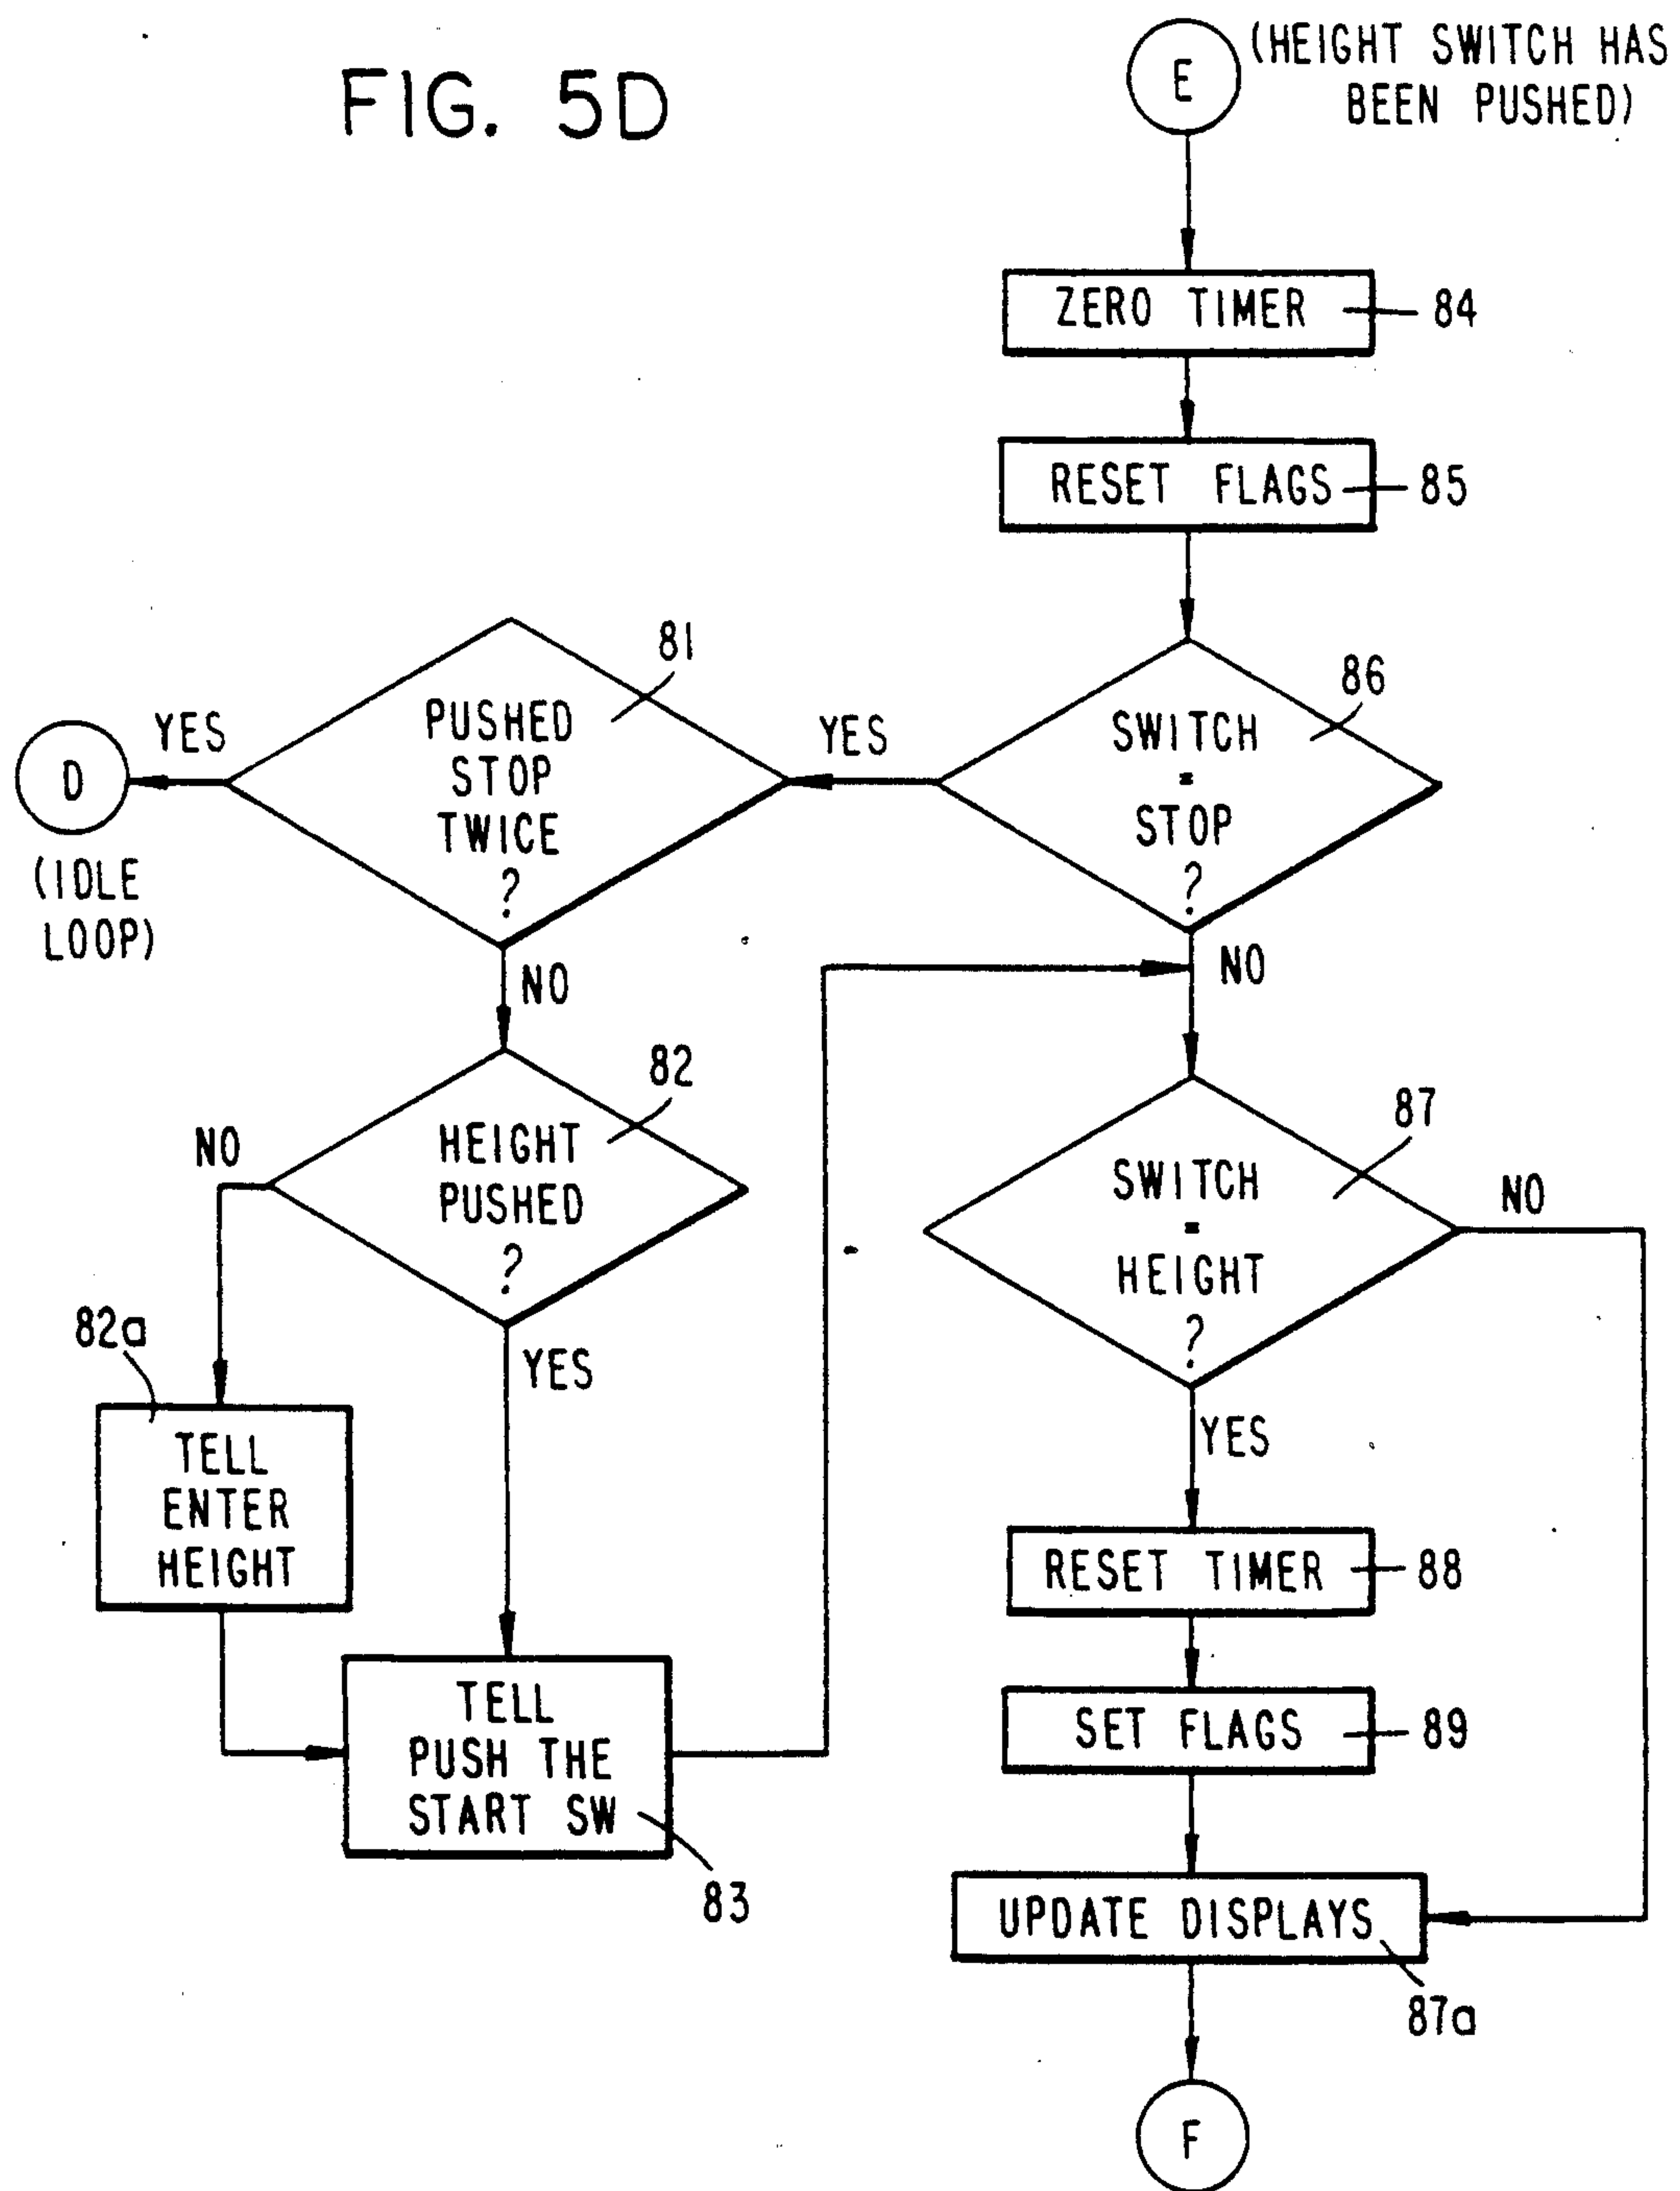 FIG. 5D
E
(HEIGHT SWITCH HAS
BEEN PUSHED)
ZERO TIMER
84
RESET FLAGS
85
SWITCH
=
STOP
?
86
YES
NO
PUSHED
STOP
TWICE
?
81
YES
D
(IDLE
LOOP)
NO
HEIGHT
PUSHED
?
82
NO
YES
82a
TELL
ENTER
HEIGHT
TELL
PUSH THE
START SW
83
SWITCH
=
HEIGHT
?
87
NO
YES
RESET TIMER
88
SET FLAGS
89
UPDATE DISPLAYS
87a
F